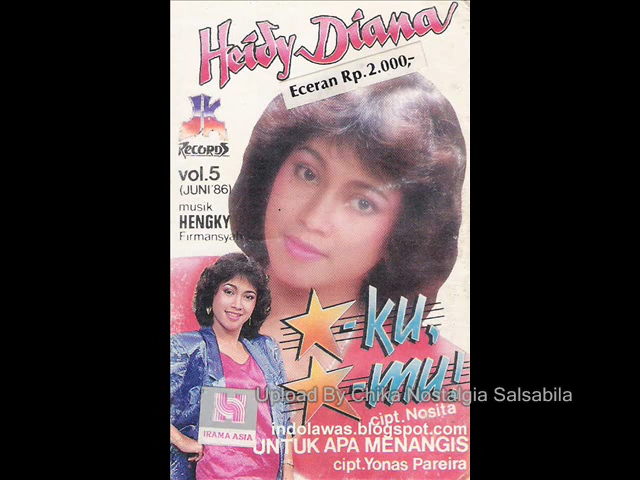 Heidy Diana
Eceran Rp.2.000,-
JK
RECORDS
vol.5
(JUNI '86)
musik
HENGKY
Firmansyah
-KU,
-MU!
Upload By Chika Nostalgia Salsabila
cipt. Nosita
indolawas.blogspot.com
IRAMA ASIA
UNTUK APA MENANGIS
cipt.Yonas Pareira